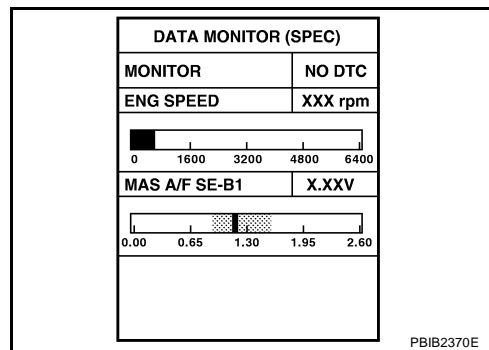 DATA MONITOR (SPEC)
MONITOR NO DTC
ENG SPEED XXX rpm
0 1600 3200 4800 6400
MAS A/F SE-B1 X.XXV
0.00 0.65 1.30 1.95 2.60
PBIB2370E